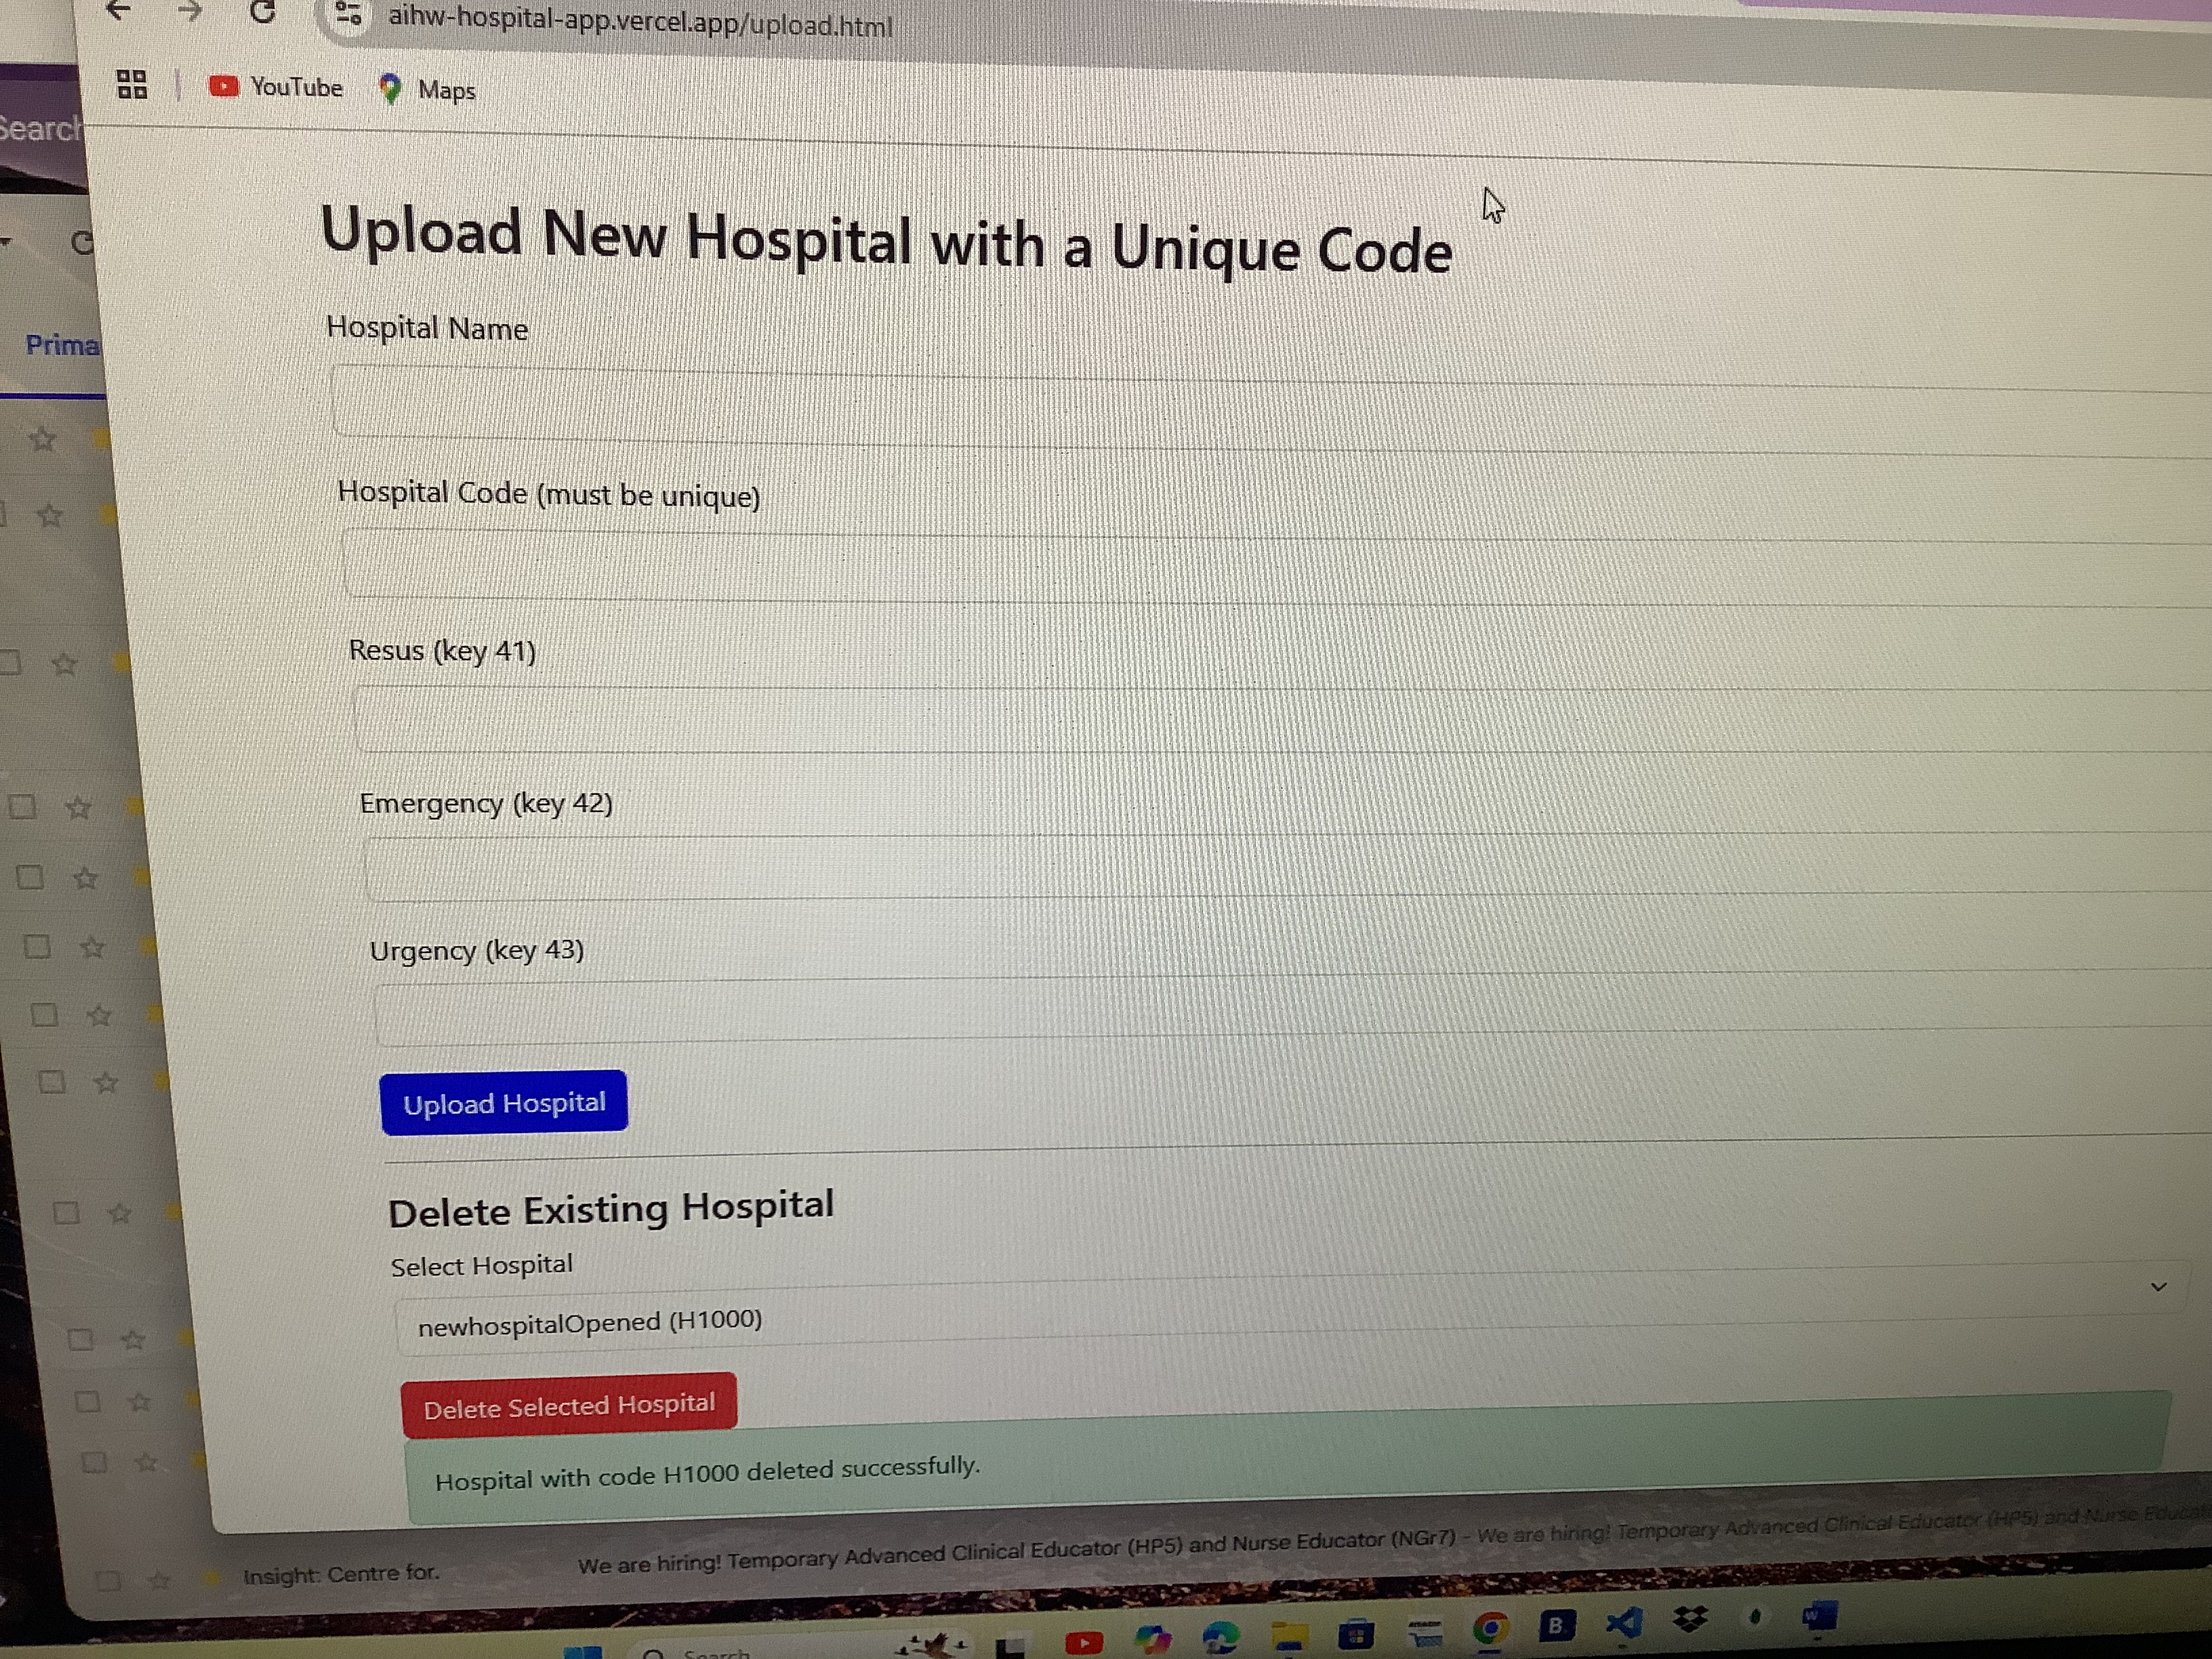 aihw-hospital-app.vercel.app/upload.html
YouTube
Maps
Search
Prima
Upload New Hospital with a Unique Code
Hospital Name
Hospital Code (must be unique)
Resus (key 41)
Emergency (key 42)
Urgency (key 43)
Upload Hospital
Delete Existing Hospital
Select Hospital
newhospitalOpened (H1000)
Delete Selected Hospital
Hospital with code H1000 deleted successfully.
Insight: Centre for.
We are hiring! Temporary Advanced Clinical Educator (HP5) and Nurse Educator (NGr7) - We are hiring! Temporary Advanced Clinical Educator (HP5) and Nurse Educat
Search
amazon
B.
W